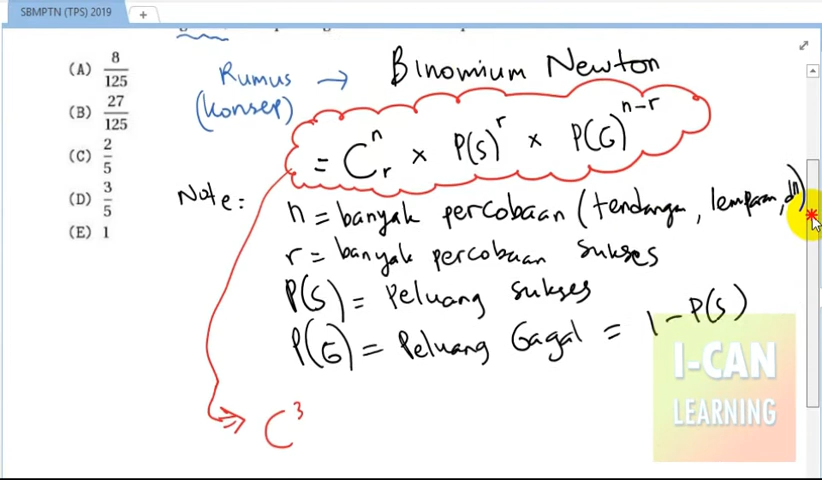 SBMPTN (TPS) 2019
+
(A) 8/125
(B) 27/125
(C) 2/5
(D) 3/5
(E) 1
Rumus → Binomium Newton
(Konsep)
= C^n_r × P(S)^r × P(G)^{n-r}
Note:
n = banyak percobaan (tendangan, lemparan, dll)
r = banyak percobaan sukses
P(S) = Peluang Sukses
P(G) = Peluang Gagal = 1 - P(S)
C^3
I-CAN
LEARNING